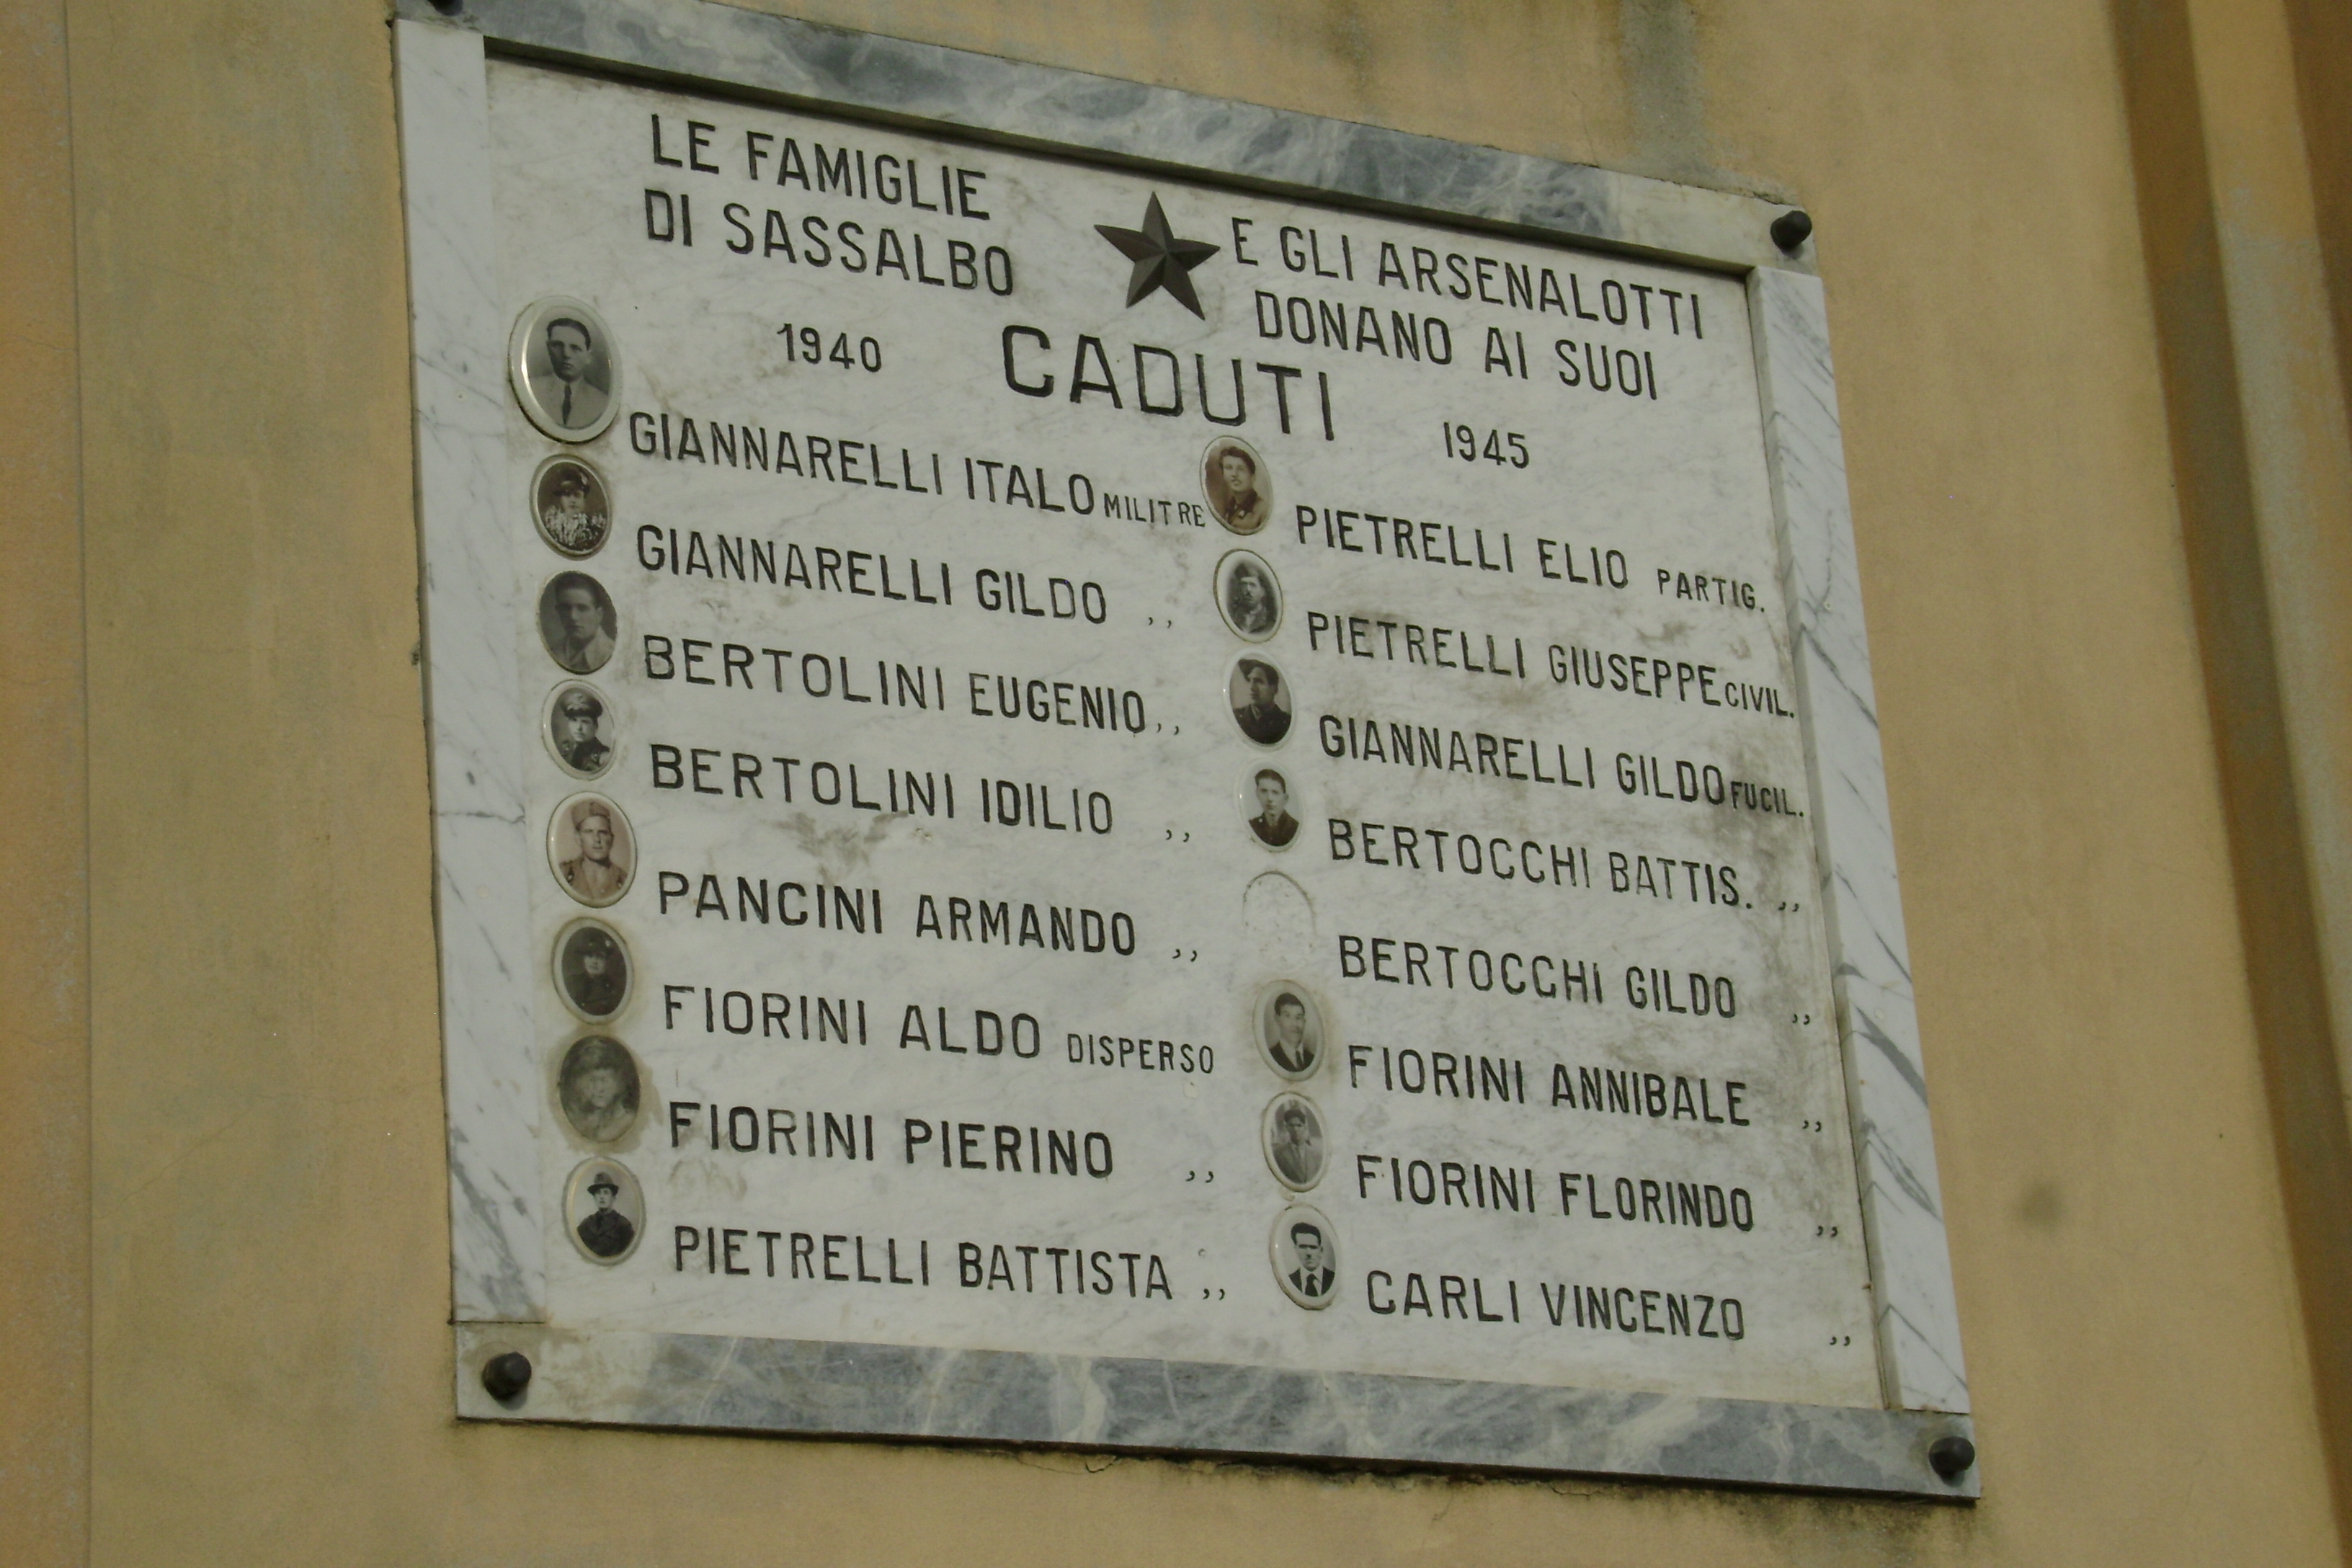 LE FAMIGLIE
DI SASSALBO
E GLI ARSENALOTTI
DONANO AI SUOI
CADUTI
1940
1945
GIANNARELLI ITALO MILITRE
GIANNARELLI GILDO ,,
BERTOLINI EUGENIO ,,
BERTOLINI IDILIO ,,
PANCINI ARMANDO ,,
FIORINI ALDO DISPERSO
FIORINI PIERINO ,,
PIETRELLI BATTISTA ,,
PIETRELLI ELIO PARTIG.
PIETRELLI GIUSEPPE CIVIL.
GIANNARELLI GILDO FUCIL.
BERTOCCHI BATTIS. ,,
BERTOCCHI GILDO ,,
FIORINI ANNIBALE ,,
FIORINI FLORINDO ,,
CARLI VINCENZO ,,